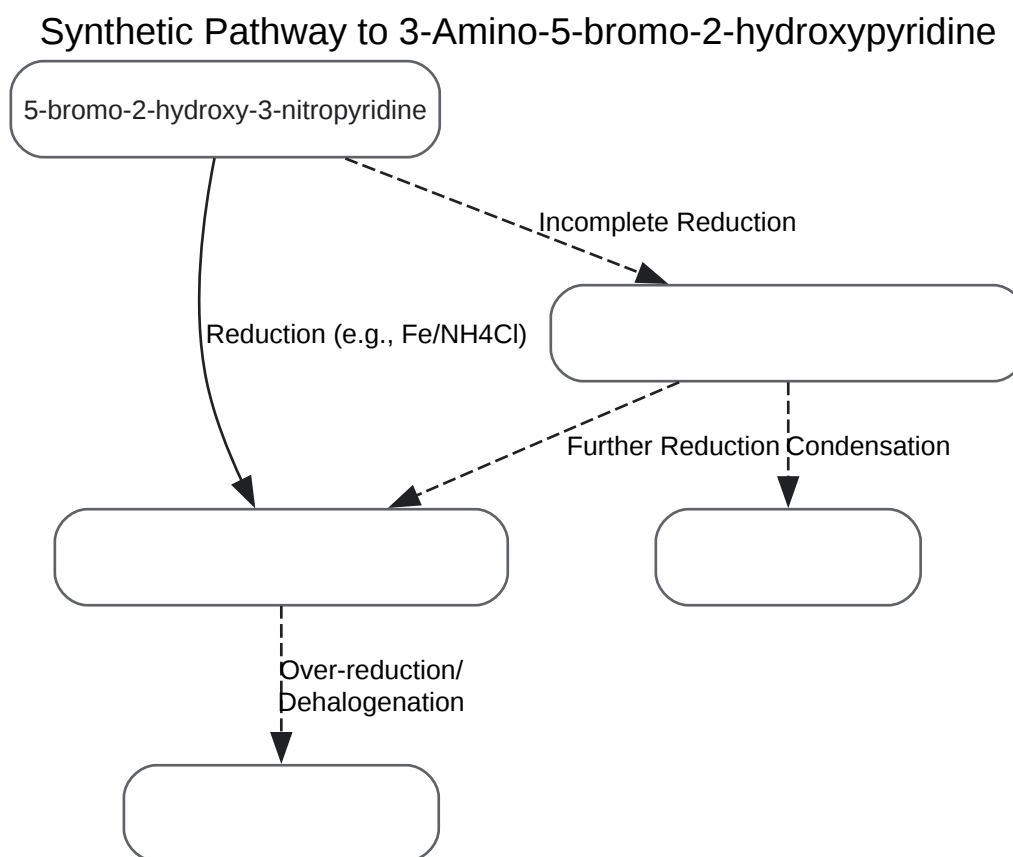 Synthetic Pathway to 3-Amino-5-bromo-2-hydroxypyridine
5-bromo-2-hydroxy-3-nitropyridine
Incomplete Reduction
Reduction (e.g., Fe/NH4Cl)
Further Reduction
Condensation
Over-reduction/
Dehalogenation